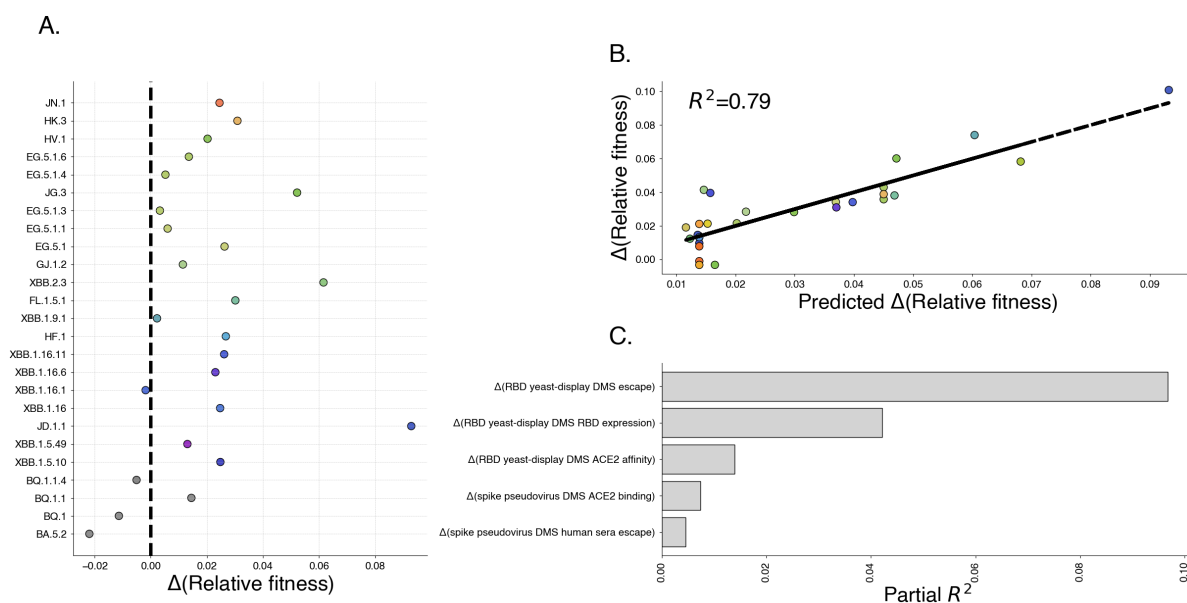 A.
JN.1
HK.3
HV.1
EG.5.1.6
EG.5.1.4
JG.3
EG.5.1.3
EG.5.1.1
EG.5.1
GJ.1.2
XBB.2.3
FL.1.5.1
XBB.1.9.1
HF.1
XBB.1.16.11
XBB.1.16.6
XBB.1.16.1
XBB.1.16
JD.1.1
XBB.1.5.49
XBB.1.5.10
BQ.1.1.4
BQ.1.1
BQ.1
BA.5.2
−0.02 0.00 0.02 0.04 0.06 0.08
Δ(Relative fitness)
B.
Δ(Relative fitness)
0.10
0.08
0.06
0.04
0.02
0.00
R²=0.79
0.01 0.02 0.03 0.04 0.05 0.06 0.07 0.08 0.09
Predicted Δ(Relative fitness)
C.
Δ(RBD yeast-display DMS escape)
Δ(RBD yeast-display DMS RBD expression)
Δ(RBD yeast-display DMS ACE2 affinity)
Δ(spike pseudovirus DMS ACE2 binding)
Δ(spike pseudovirus DMS human sera escape)
0.00 0.02 0.04 0.06 0.08 0.10
Partial R²